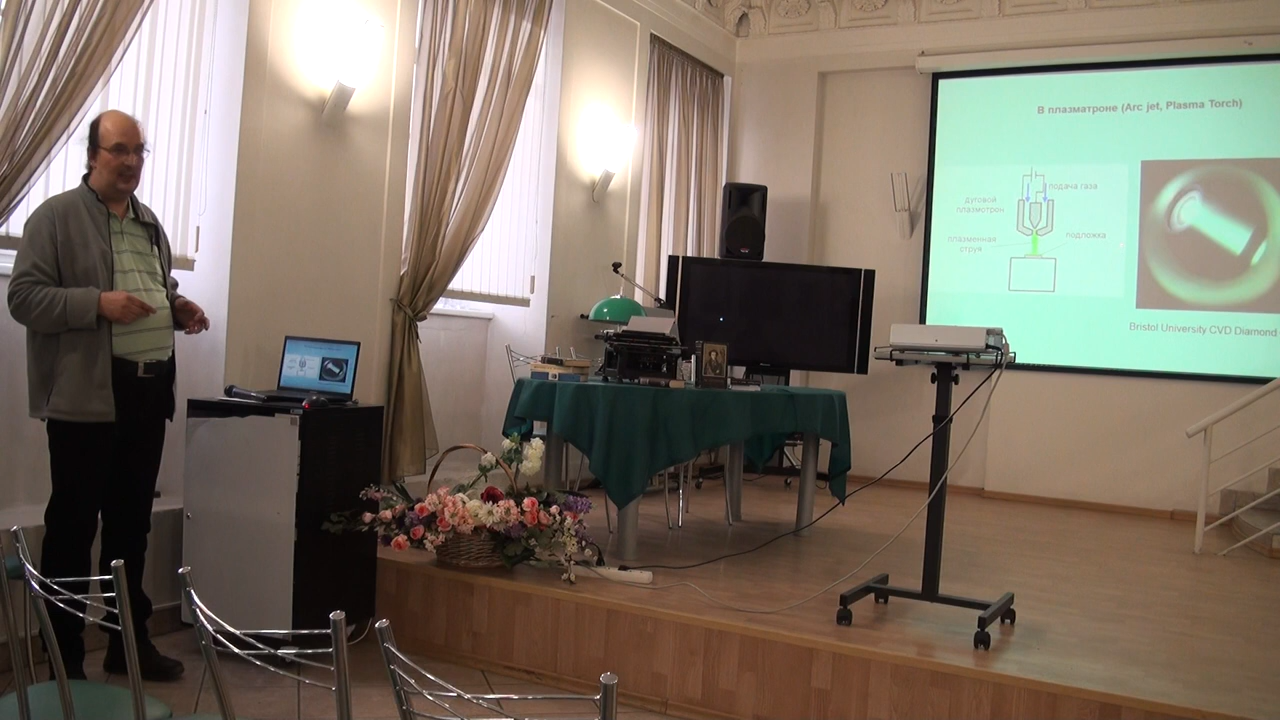 В плазматроне (Arc jet, Plasma Torch)
подача газа
дуговой
плазмотрон
плазменная
струя
подложка
Bristol University CVD Diamond